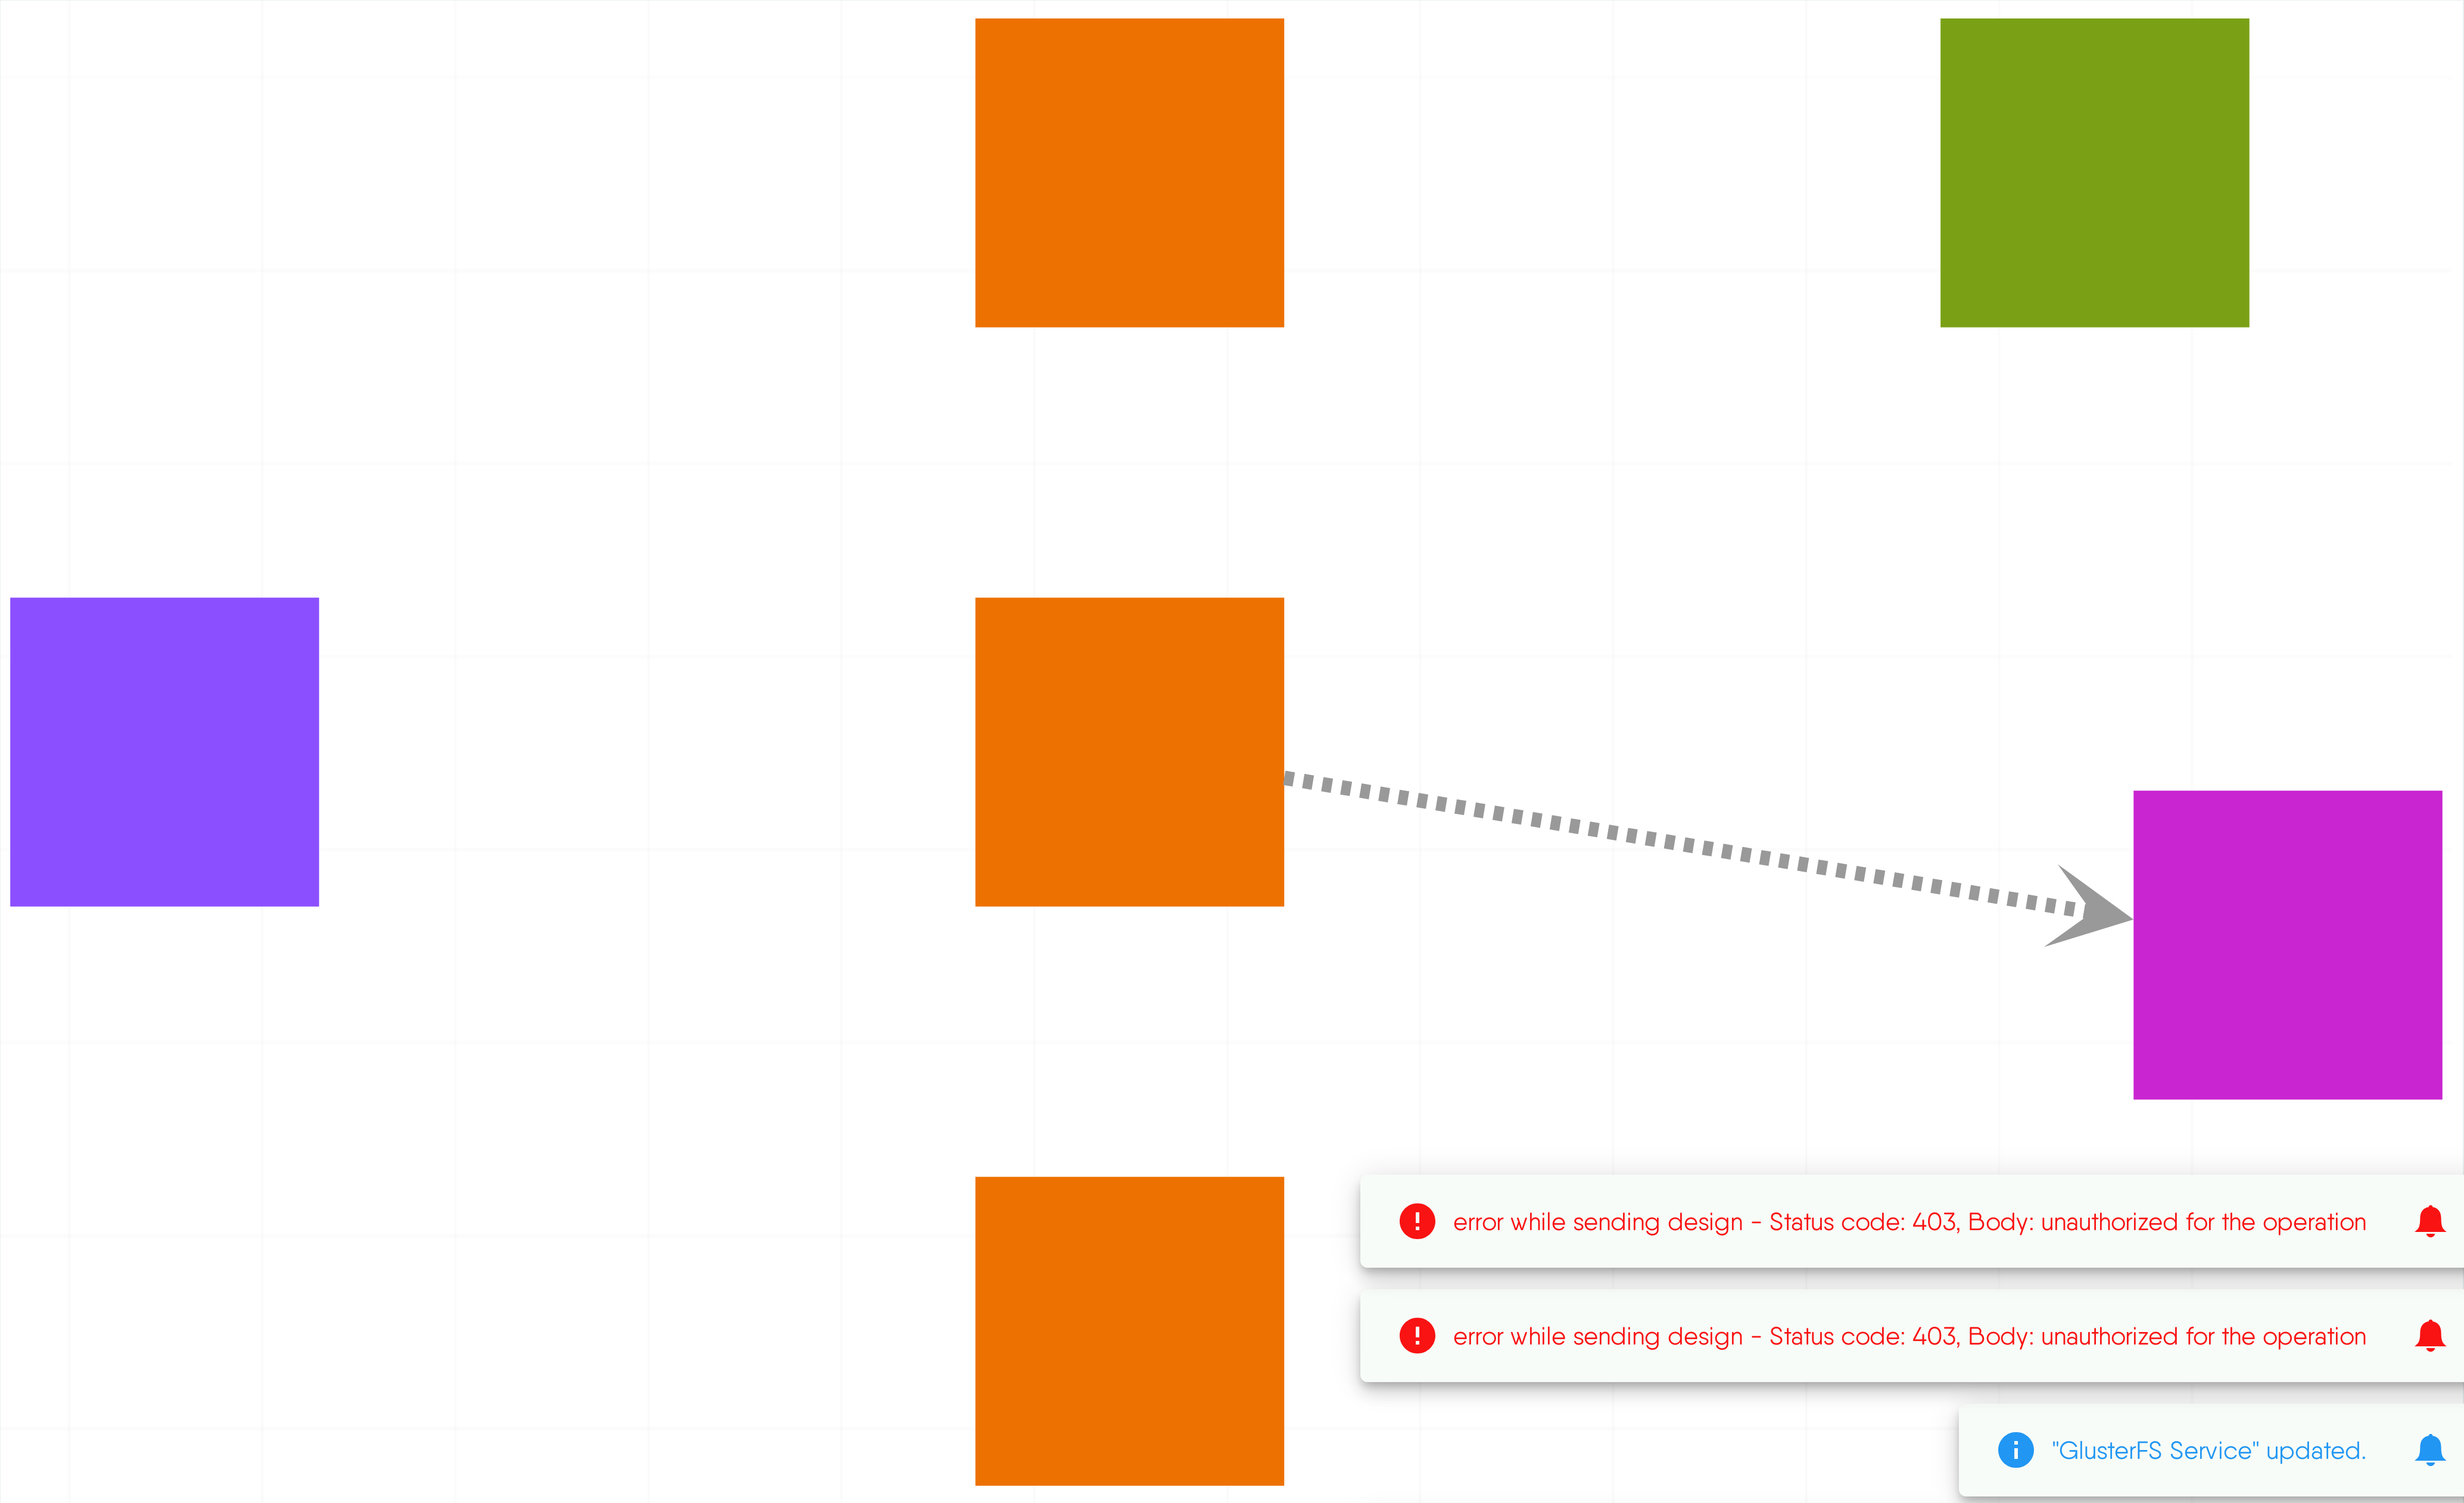 error while sending design - Status code: 403, Body: unauthorized for the operation
error while sending design - Status code: 403, Body: unauthorized for the operation
"GlusterFS Service" updated.